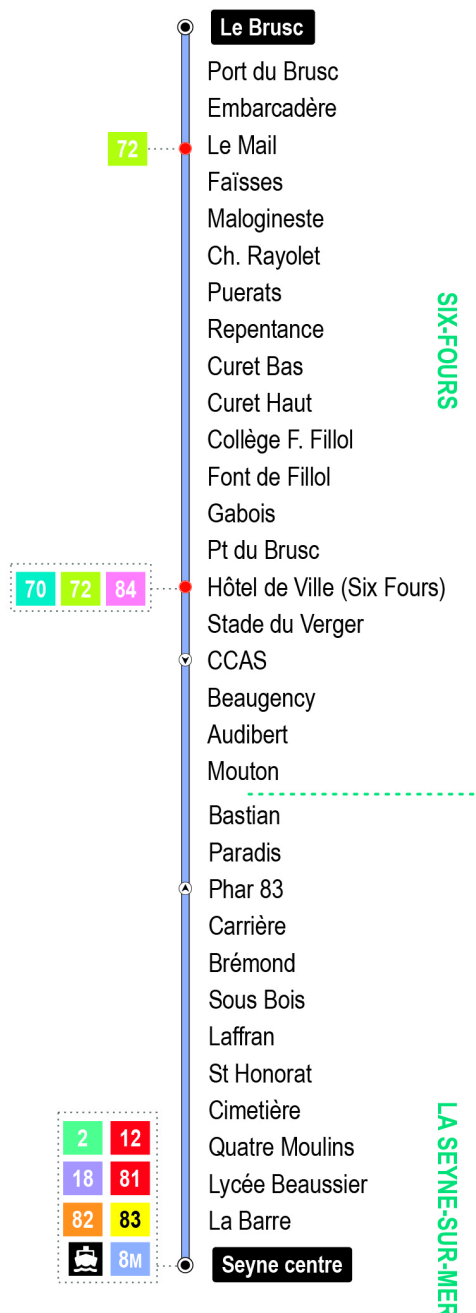 Le Brusc
Port du Brusc
Embarcadère
72
Le Mail
Faïsses
Malogineste
Ch. Rayolet
Puerats
Repentance
Curet Bas
Curet Haut
Collège F. Fillol
Font de Fillol
Gabois
Pt du Brusc
70 72 84
Hôtel de Ville (Six Fours)
Stade du Verger
CCAS
Beaugency
Audibert
Mouton
SIX-FOURS
Bastian
Paradis
Phar 83
Carrière
Brémond
Sous Bois
Laffran
St Honorat
Cimetière
Quatre Moulins
Lycée Beaussier
La Barre
2 12
18 81
82 83
8M
Seyne centre
LA SEYNE-SUR-MER